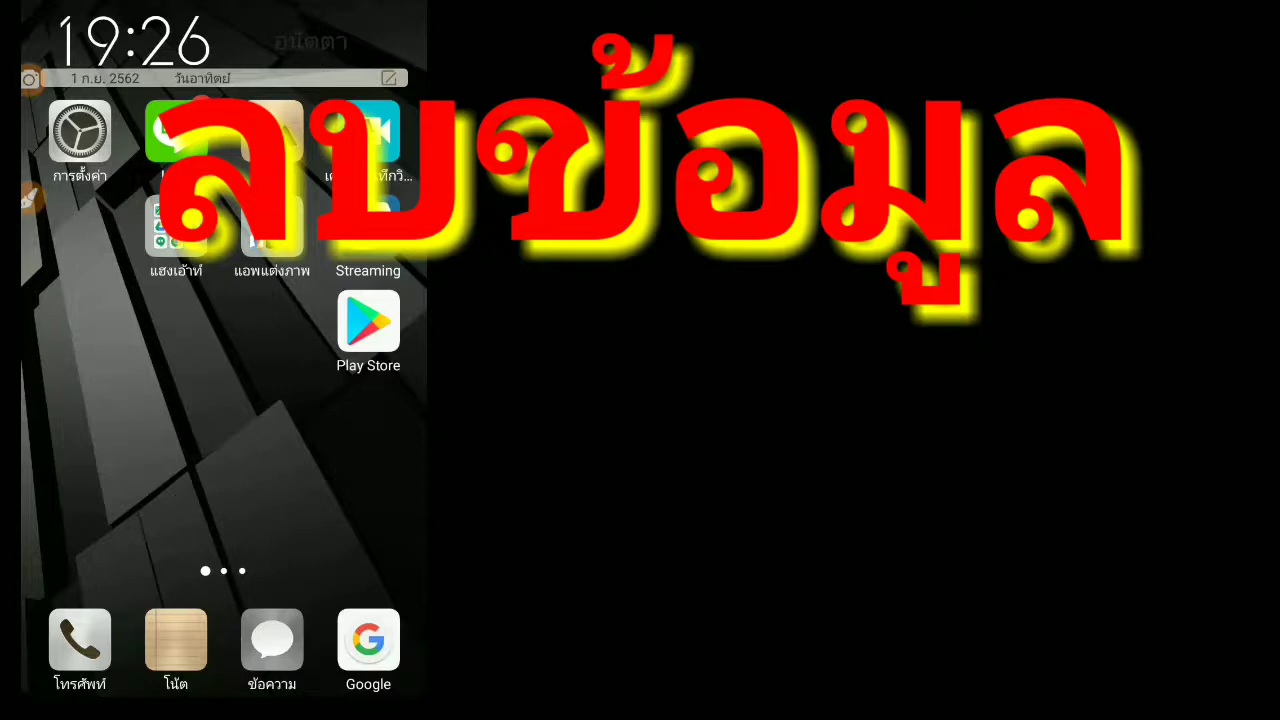 19:26
อนัตตา
1 ก.ย. 2562 วันอาทิตย์
ลบข้อมูล
การตั้งค่า
แฮงเอ้าท์ แอพแต่งภาพ Streaming
Play Store
โทรศัพท์ โน้ต ข้อความ Google